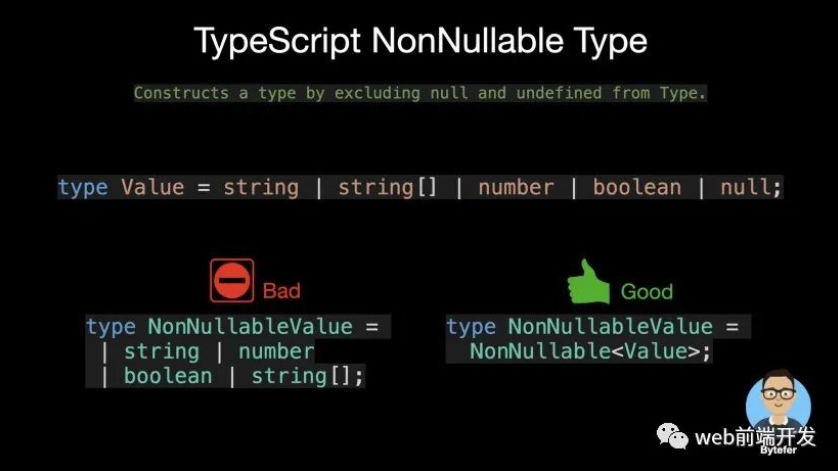 TypeScript NonNullable Type
Constructs a type by excluding null and undefined from Type.
type Value = string | string[] | number | boolean | null;
Bad
type NonNullableValue =
| string | number
| boolean | string[];
Good
type NonNullableValue =
NonNullable<Value>;
web前端开发
Bytefer